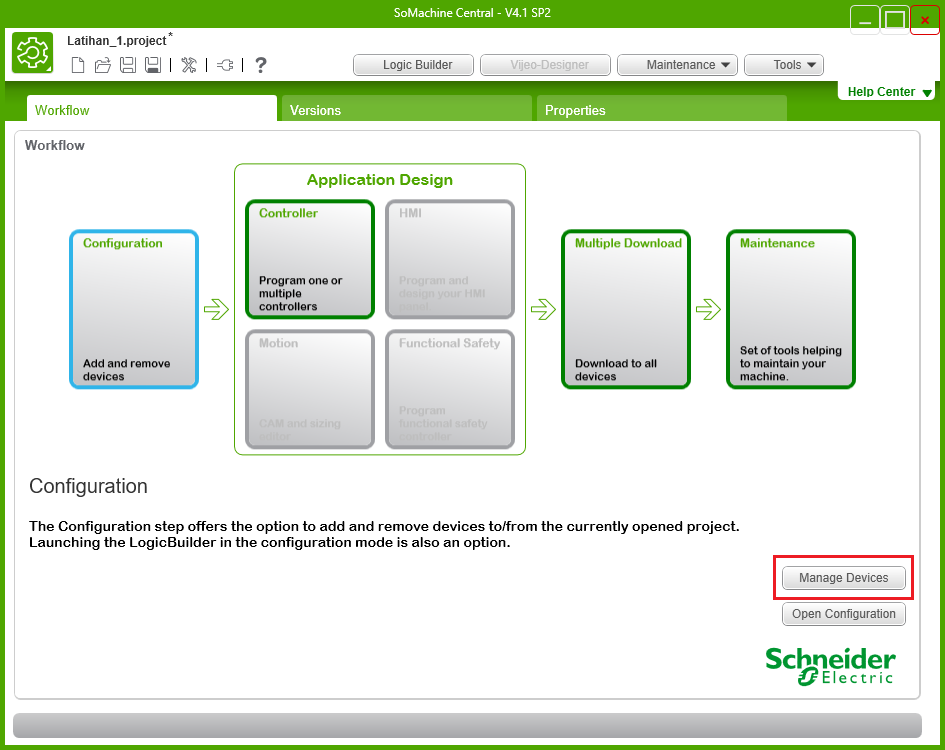 SoMachine Central - V4.1 SP2
Latihan_1.project*
Logic Builder
Vijeo-Designer
Maintenance
Tools
Help Center
Workflow
Versions
Properties
Workflow
Application Design
Configuration
Add and remove
devices
Controller
Program one or
multiple
controllers
HMI
Program and
design your HMI
panel.
Motion
CAM and sizing
editor
Functional Safety
Program
functional safety
controller
Multiple Download
Download to all
devices
Maintenance
Set of tools helping
to maintain your
machine.
Configuration
The Configuration step offers the option to add and remove devices to/from the currently opened project.
Launching the LogicBuilder in the configuration mode is also an option.
Manage Devices
Open Configuration
Schneider
Electric